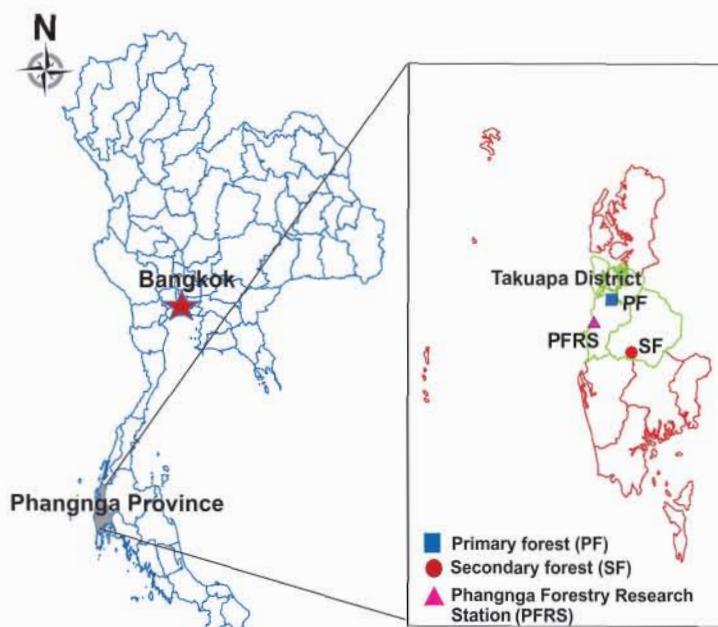 N
Bangkok
Phangnga Province
Takuapa District
PF
PFRS
SF
Primary forest (PF)
Secondary forest (SF)
Phangnga Forestry Research
Station (PFRS)